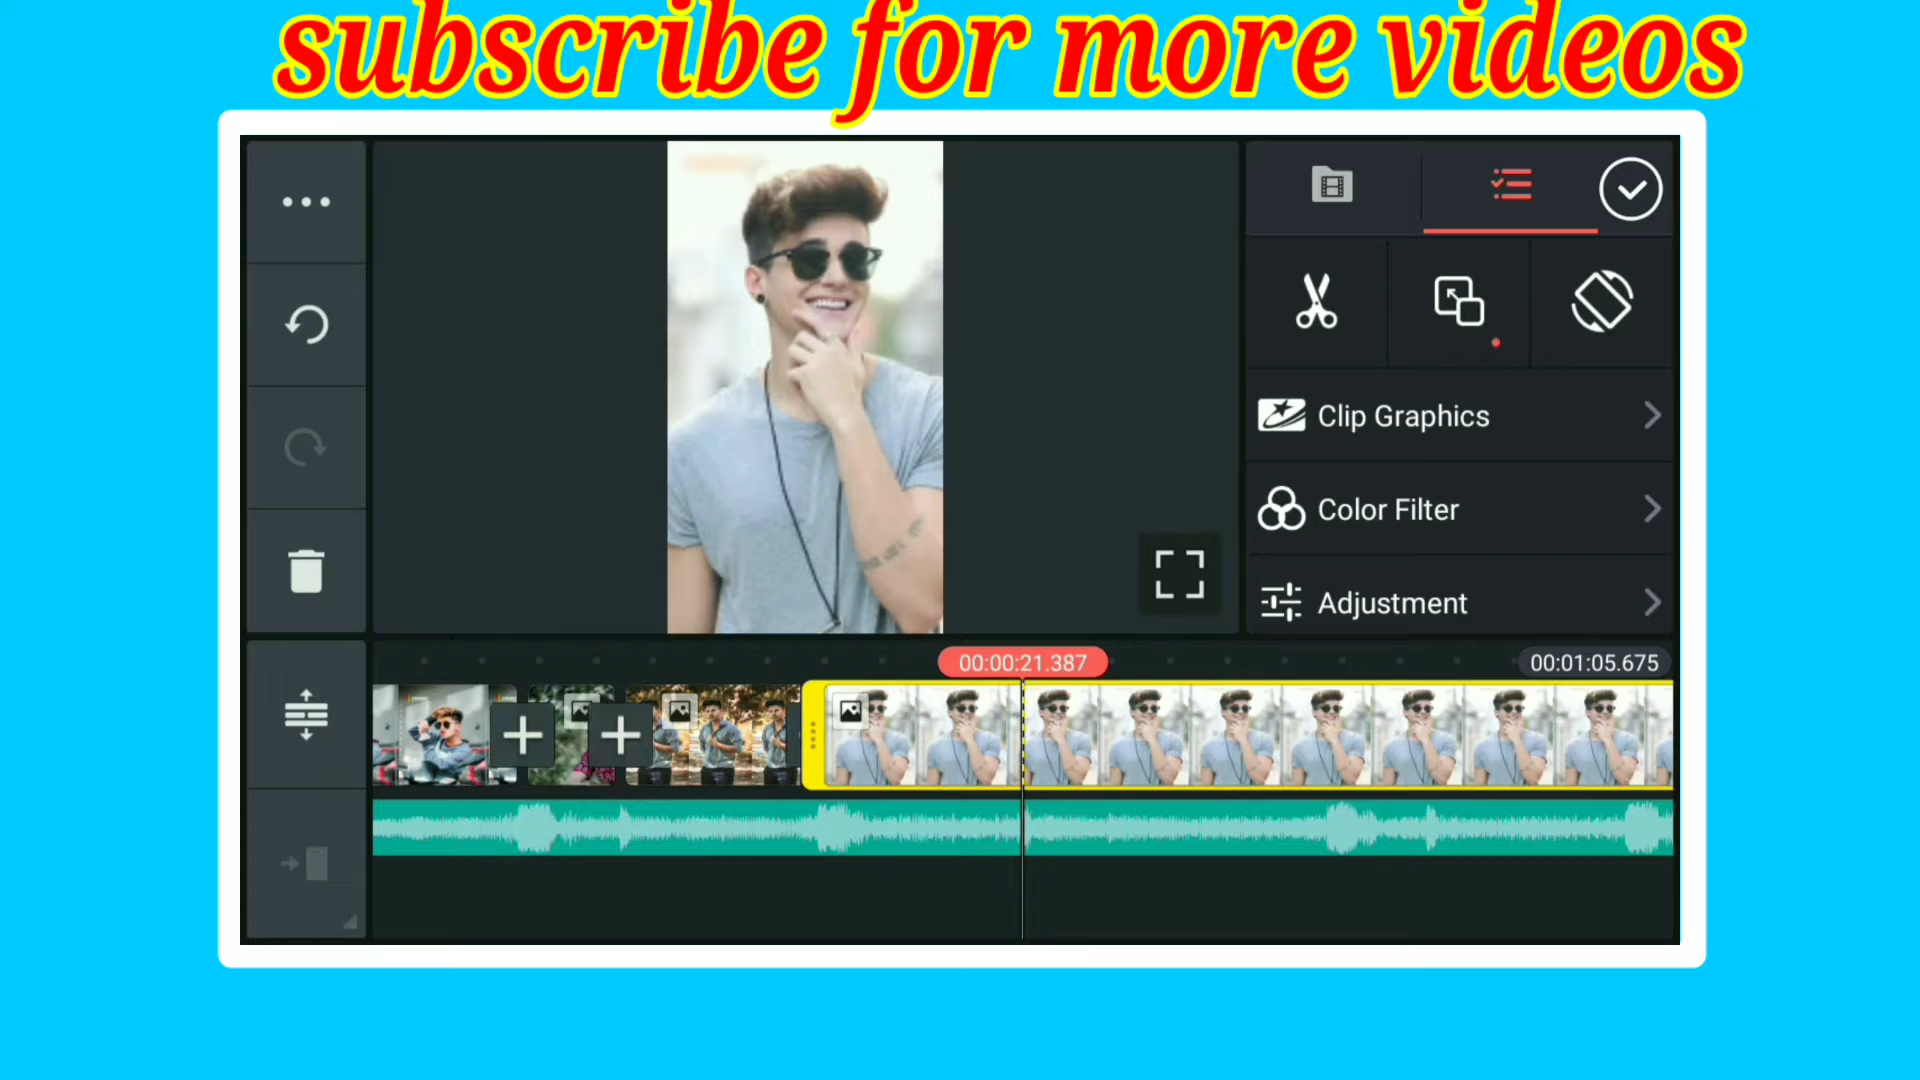 subscribe for more videos
Clip Graphics
Color Filter
Adjustment
00:00:21.387
00:01:05.675